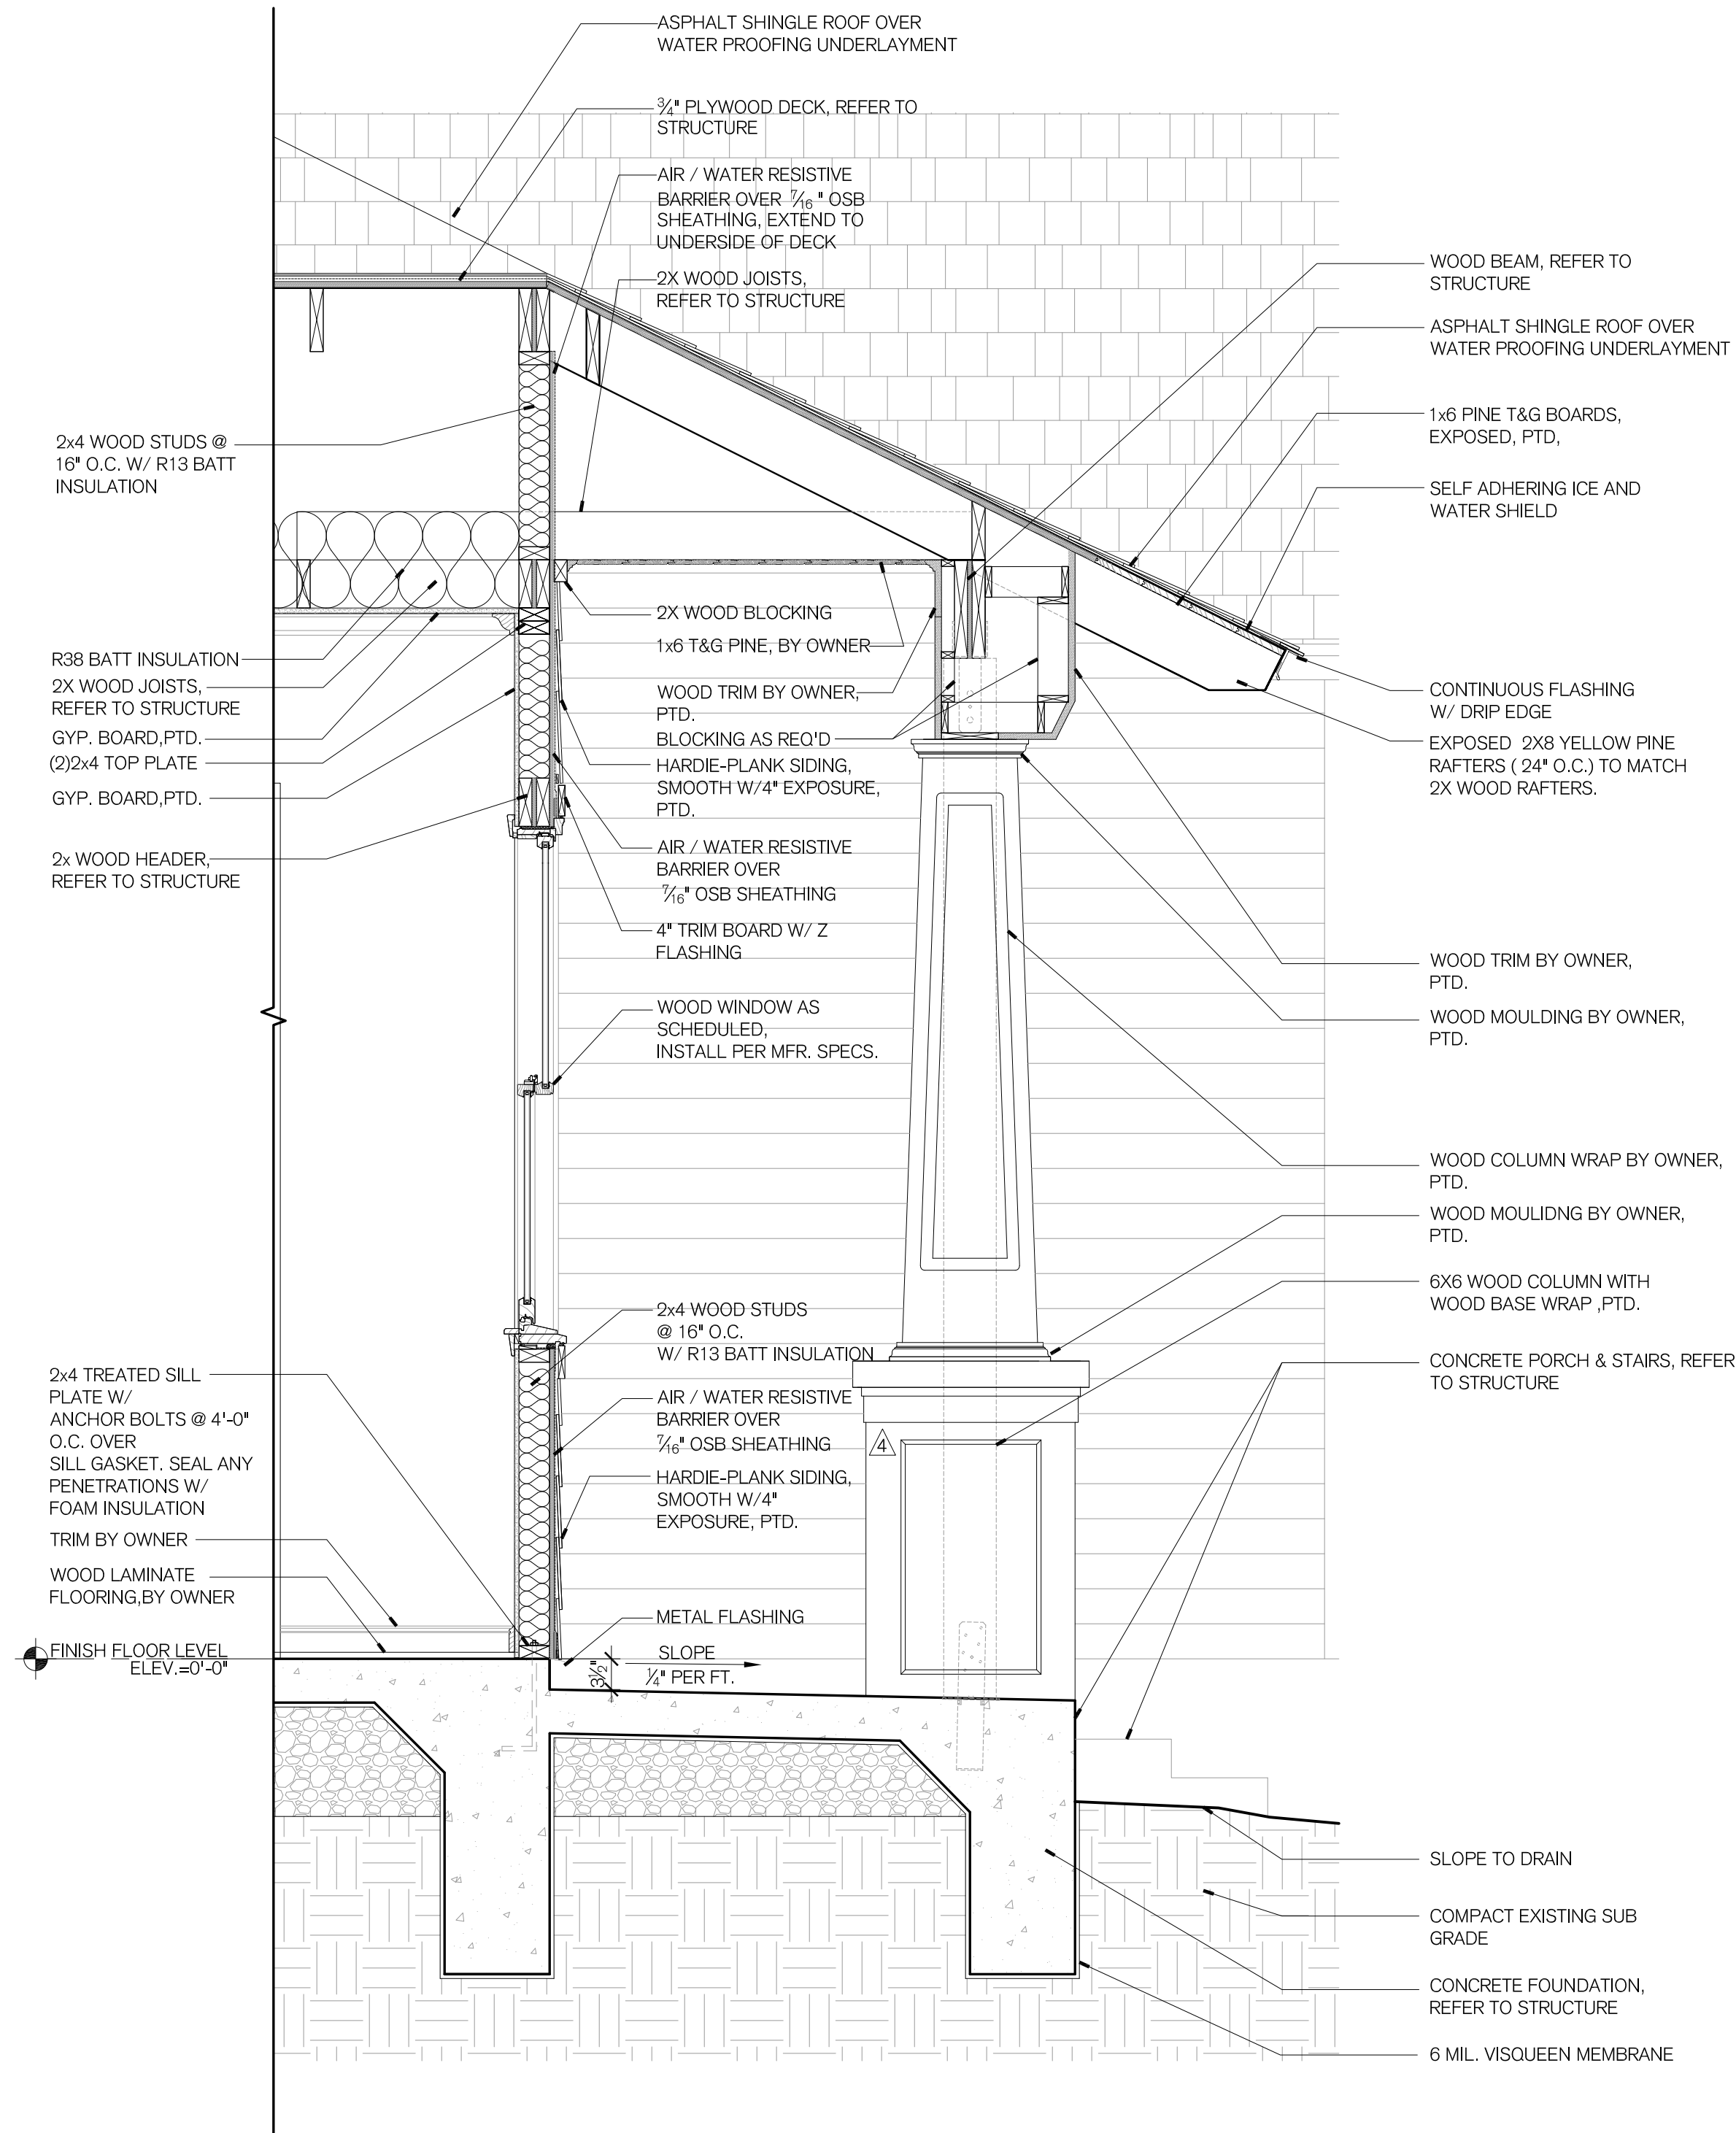 ASPHALT SHINGLE ROOF OVER
WATER PROOFING UNDERLAYMENT
3/4" PLYWOOD DECK, REFER TO
STRUCTURE
AIR / WATER RESISTIVE
BARRIER OVER 7/16 " OSB
SHEATHING, EXTEND TO
UNDERSIDE OF DECK
2X WOOD JOISTS,
REFER TO STRUCTURE
2X WOOD BLOCKING
1x6 T&G PINE, BY OWNER
WOOD TRIM BY OWNER,
PTD.
BLOCKING AS REQ'D
HARDIE-PLANK SIDING,
SMOOTH W/4" EXPOSURE,
PTD.
AIR / WATER RESISTIVE
BARRIER OVER
7/16" OSB SHEATHING
4" TRIM BOARD W/ Z
FLASHING
WOOD WINDOW AS
SCHEDULED,
INSTALL PER MFR. SPECS.
2x4 WOOD STUDS
@ 16" O.C.
W/ R13 BATT INSULATION
AIR / WATER RESISTIVE
BARRIER OVER
7/16" OSB SHEATHING
HARDIE-PLANK SIDING,
SMOOTH W/4"
EXPOSURE, PTD.
METAL FLASHING
SLOPE
1/4" PER FT.
3 1/2"
4
2x4 WOOD STUDS @
16" O.C. W/ R13 BATT
INSULATION
R38 BATT INSULATION
2X WOOD JOISTS,
REFER TO STRUCTURE
GYP. BOARD,PTD.
(2)2x4 TOP PLATE
GYP. BOARD,PTD.
2x WOOD HEADER,
REFER TO STRUCTURE
2x4 TREATED SILL
PLATE W/
ANCHOR BOLTS @ 4'-0"
O.C. OVER
SILL GASKET. SEAL ANY
PENETRATIONS W/
FOAM INSULATION
TRIM BY OWNER
WOOD LAMINATE
FLOORING,BY OWNER
FINISH FLOOR LEVEL
ELEV.=0'-0"
WOOD BEAM, REFER TO
STRUCTURE
ASPHALT SHINGLE ROOF OVER
WATER PROOFING UNDERLAYMENT
1x6 PINE T&G BOARDS,
EXPOSED, PTD,
SELF ADHERING ICE AND
WATER SHIELD
CONTINUOUS FLASHING
W/ DRIP EDGE
EXPOSED 2X8 YELLOW PINE
RAFTERS ( 24" O.C.) TO MATCH
2X WOOD RAFTERS.
WOOD TRIM BY OWNER,
PTD.
WOOD MOULDING BY OWNER,
PTD.
WOOD COLUMN WRAP BY OWNER,
PTD.
WOOD MOULIDNG BY OWNER,
PTD.
6X6 WOOD COLUMN WITH
WOOD BASE WRAP ,PTD.
CONCRETE PORCH & STAIRS, REFER
TO STRUCTURE
SLOPE TO DRAIN
COMPACT EXISTING SUB
GRADE
CONCRETE FOUNDATION,
REFER TO STRUCTURE
6 MIL. VISQUEEN MEMBRANE